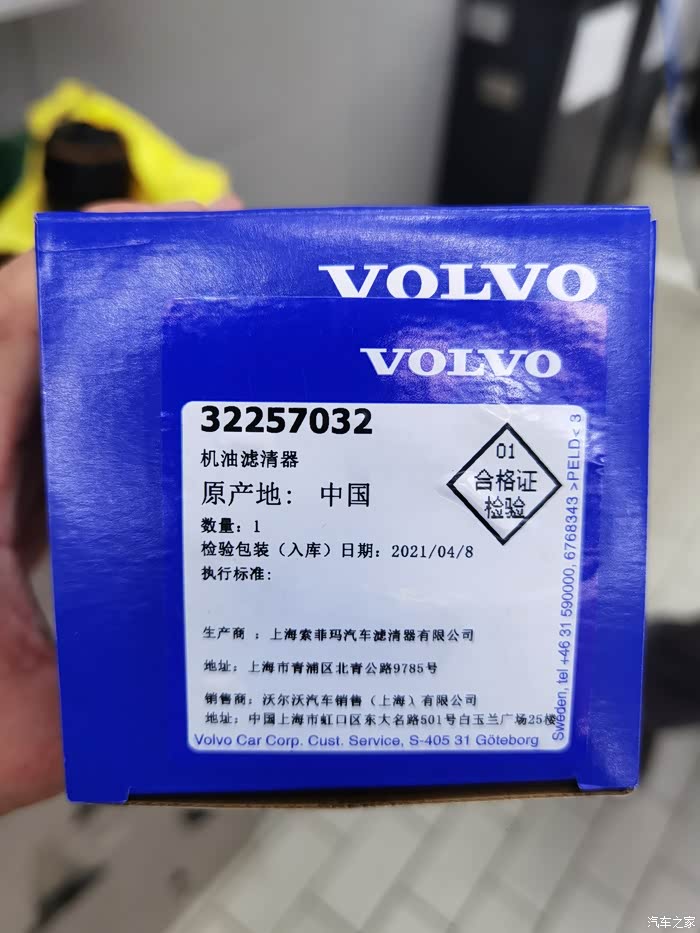 VOLVO
VOLVO
32257032
机油滤清器
原产地: 中国
数量: 1
检验包装（入库）日期: 2021/04/8
执行标准:
01
合格证
检验
生产商 : 上海索菲玛汽车滤清器有限公司
地址: 上海市青浦区北青公路9785号
销售商: 沃尔沃汽车销售（上海）有限公司
地址: 中国上海市虹口区东大名路501号白玉兰广场25楼
Volvo Car Corp. Cust. Service, S-405 31 Göteborg
Sweden, tel +46 31 590000, 6768343 >PELD< 3
汽车之家